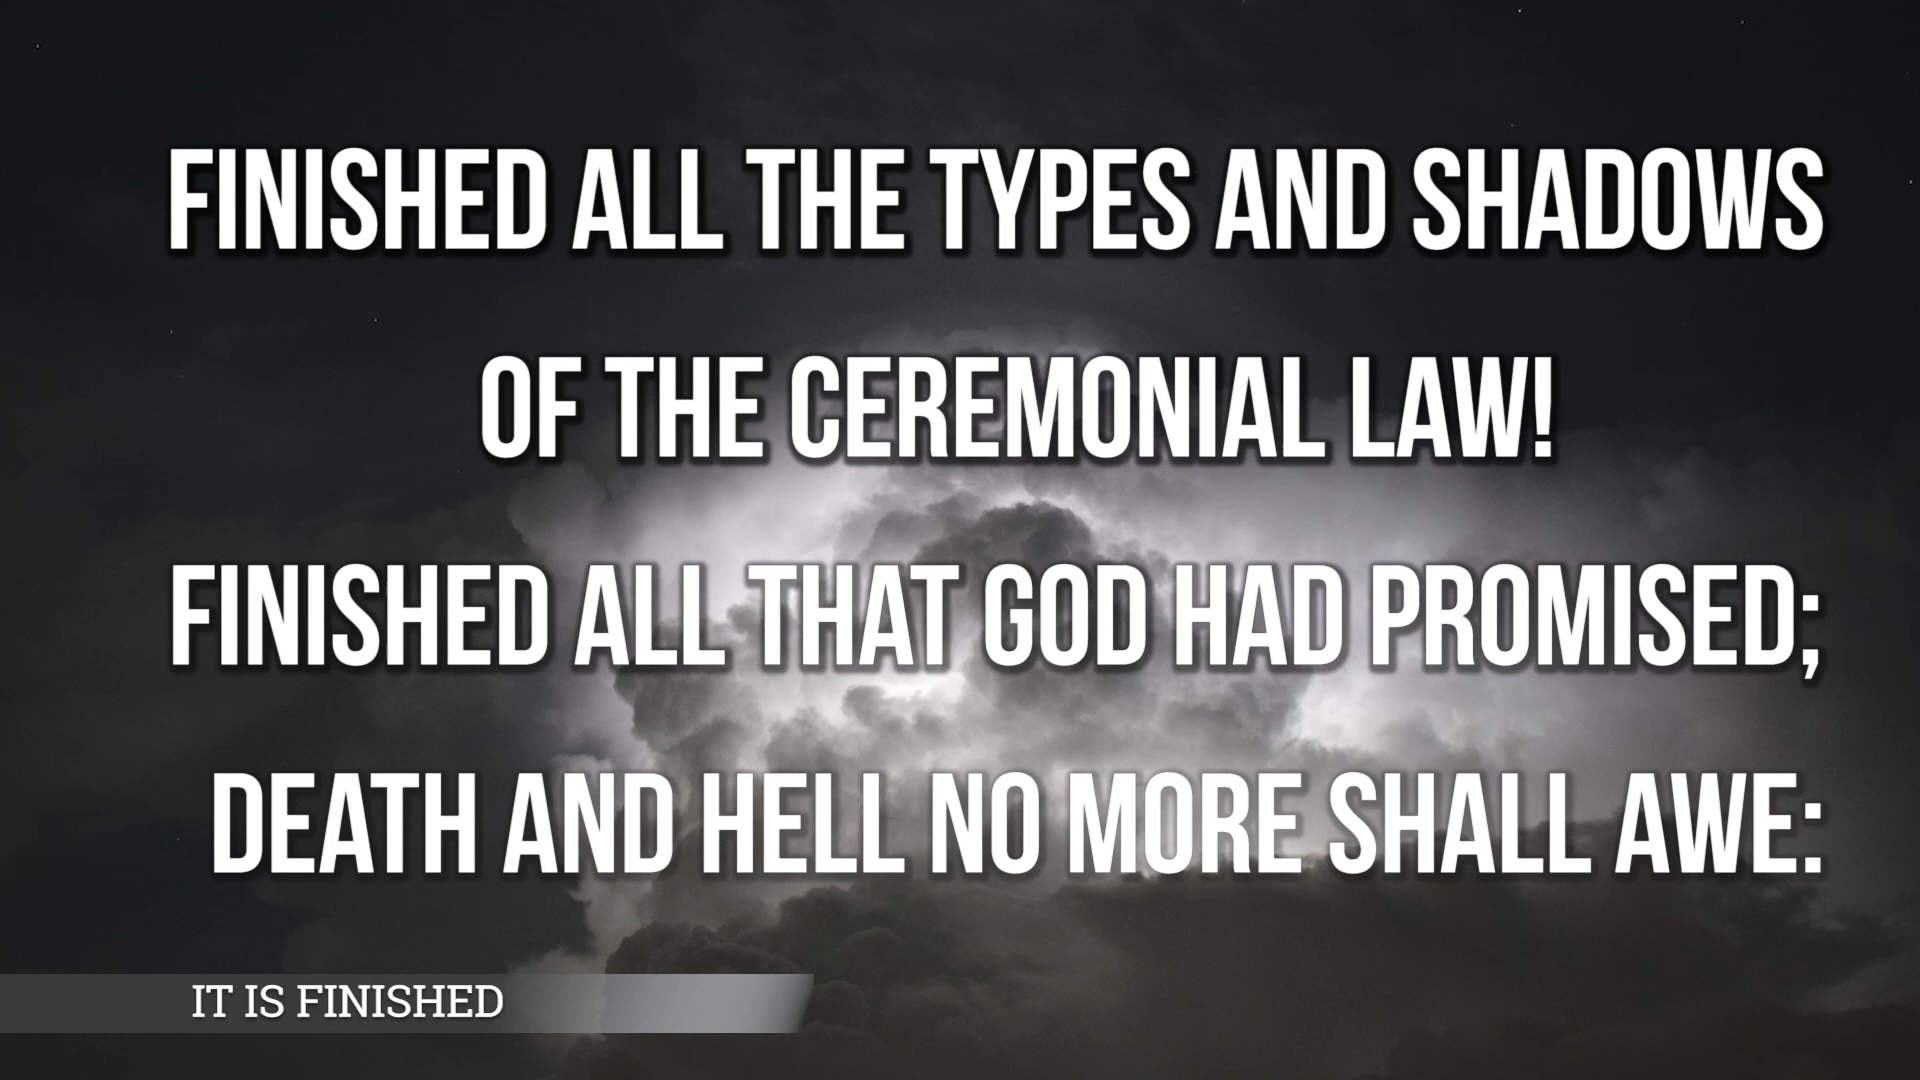 FINISHED ALL THE TYPES AND SHADOWS
OF THE CEREMONIAL LAW!
FINISHED ALL THAT GOD HAD PROMISED;
DEATH AND HELL NO MORE SHALL AWE:
IT IS FINISHED